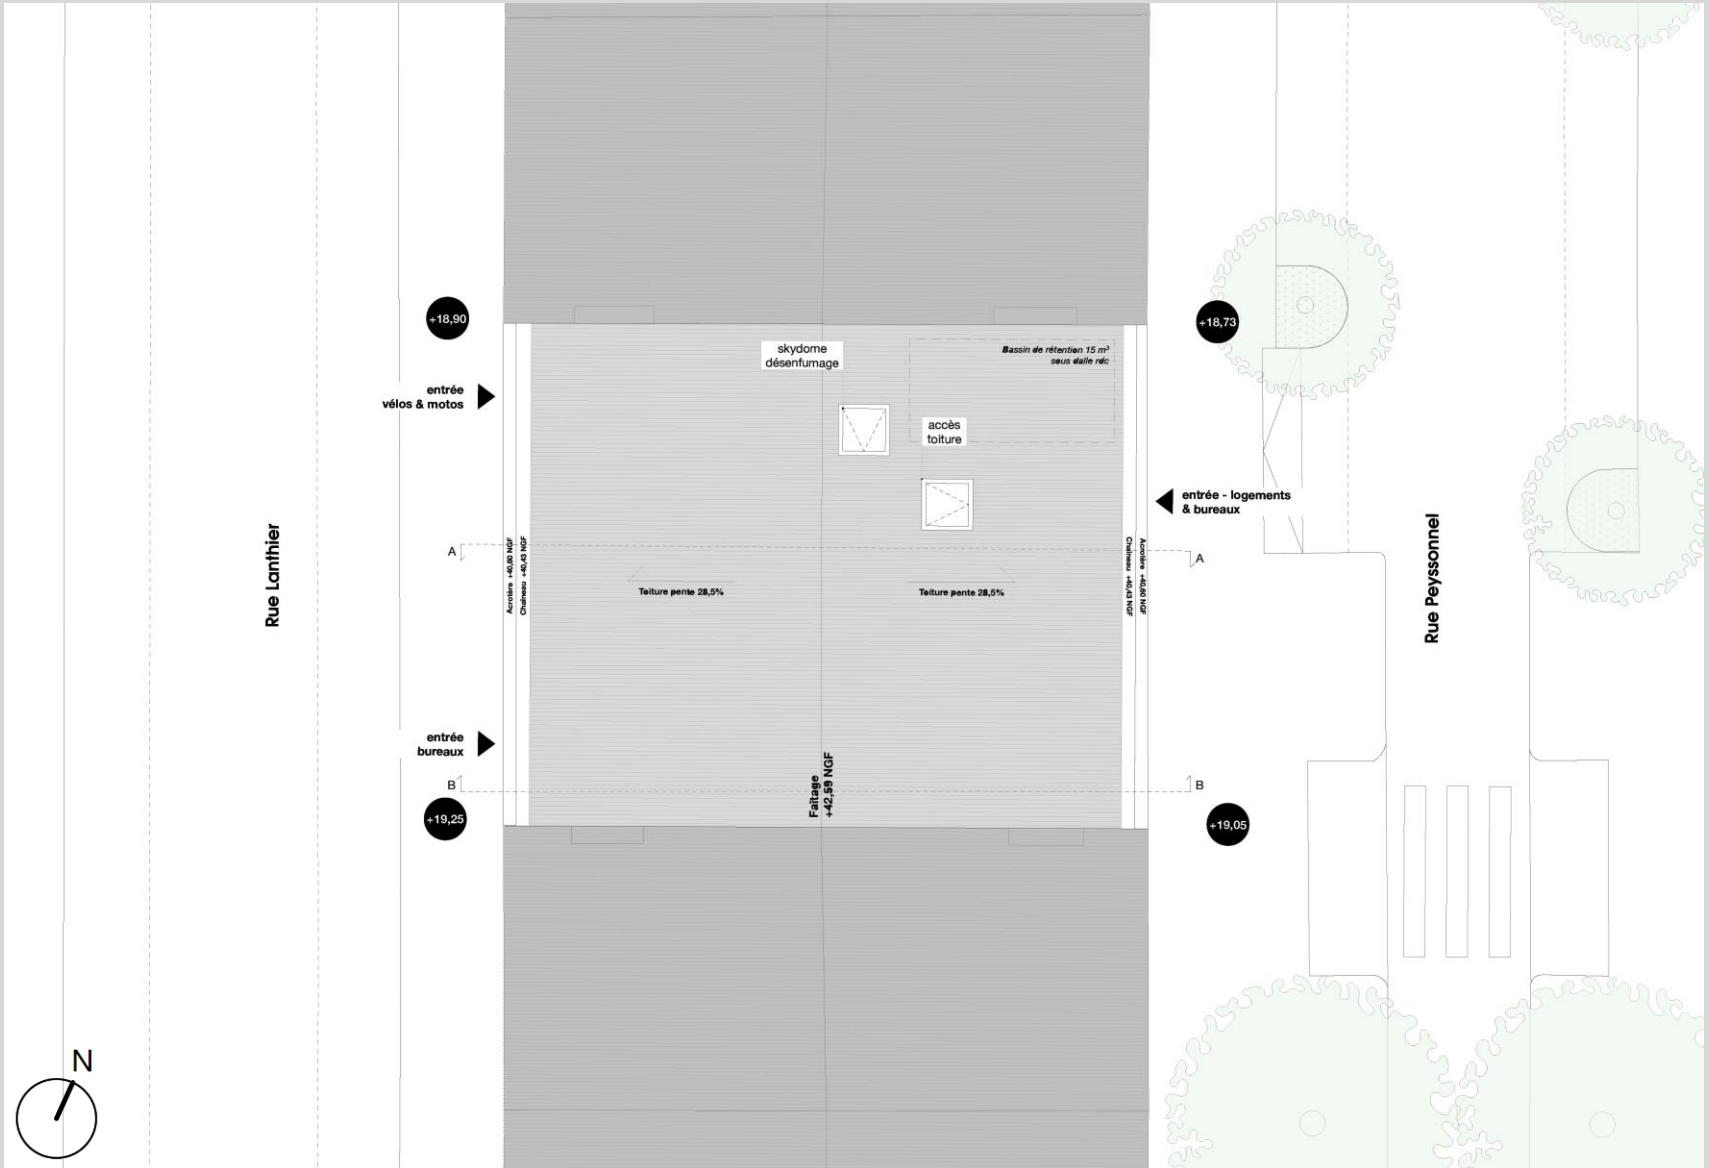 +18,90
skydome
désenfumage
Bassin de rétention 15 m³
sous dalle rdc
+18,73
entrée
vélos & motos
accès
toiture
entrée - logements
& bureaux
Rue Lanthier
A
Acrotère +40,60 NGF
Chaîneau +40,43 NGF
Toiture pente 28,5%
Toiture pente 28,5%
Chaîneau +40,43 NGF
Acrotère +40,60 NGF
A
Rue Peyssonnel
entrée
bureaux
B
Faîtage
+42,59 NGF
B
+19,25
+19,05
N